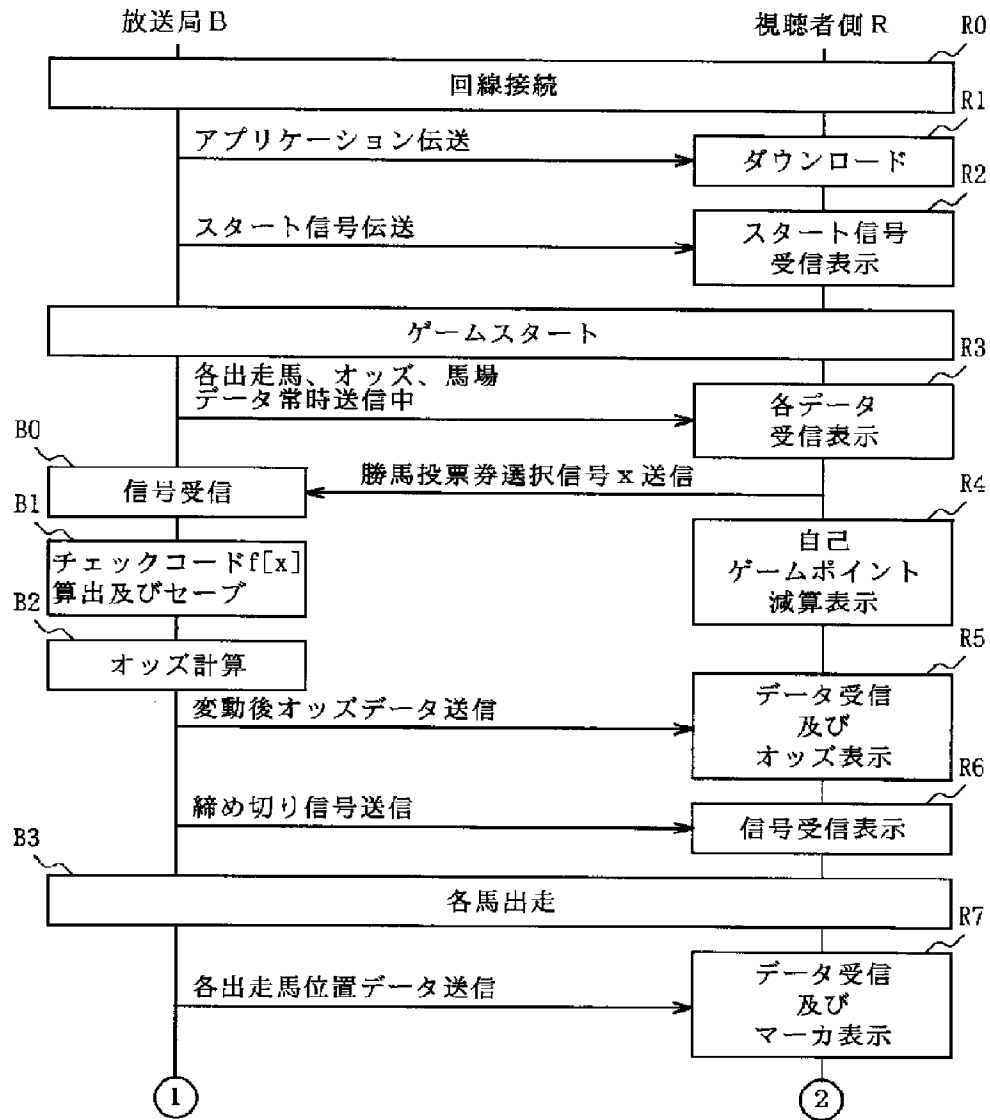 放送局B
視聴者側R
R0
回線接続
R1
アプリケーション伝送
ダウンロード
R2
スタート信号伝送
スタート信号
受信表示
ゲームスタート
R3
各出走馬、オッズ、馬場
データ常時送信中
各データ
受信表示
B0
信号受信
勝馬投票券選択信号x送信
R4
B1
チェックコードf[x]
算出及びセーブ
自己
ゲームポイント
減算表示
B2
オッズ計算
R5
変動後オッズデータ送信
データ受信
及び
オッズ表示
R6
締め切り信号送信
信号受信表示
B3
各馬出走
R7
各出走馬位置データ送信
データ受信
及び
マーカ表示
1
2